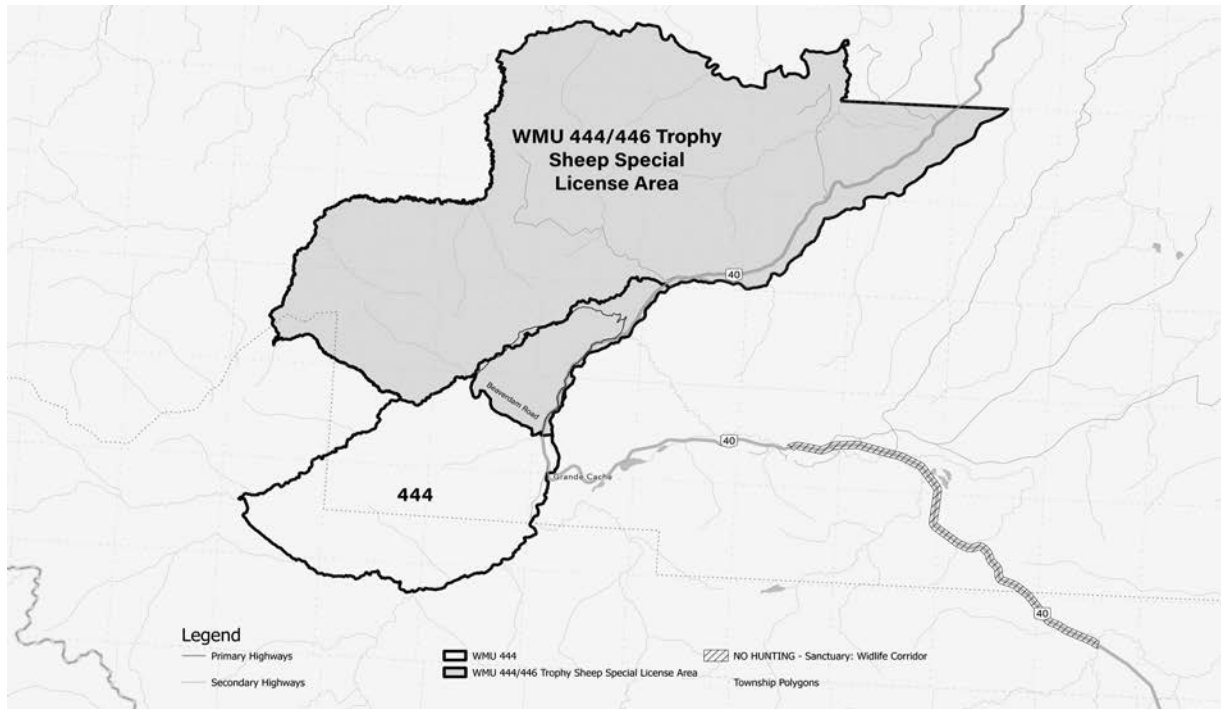 WMU 444/446 Trophy
Sheep Special
License Area
40
Beaverdam Road
40
Grande Cache
444
40
Legend
Primary Highways
Secondary Highways
WMU 444
WMU 444/446 Trophy Sheep Special License Area
NO HUNTING - Sanctuary: Widlife Corridor
Township Polygons